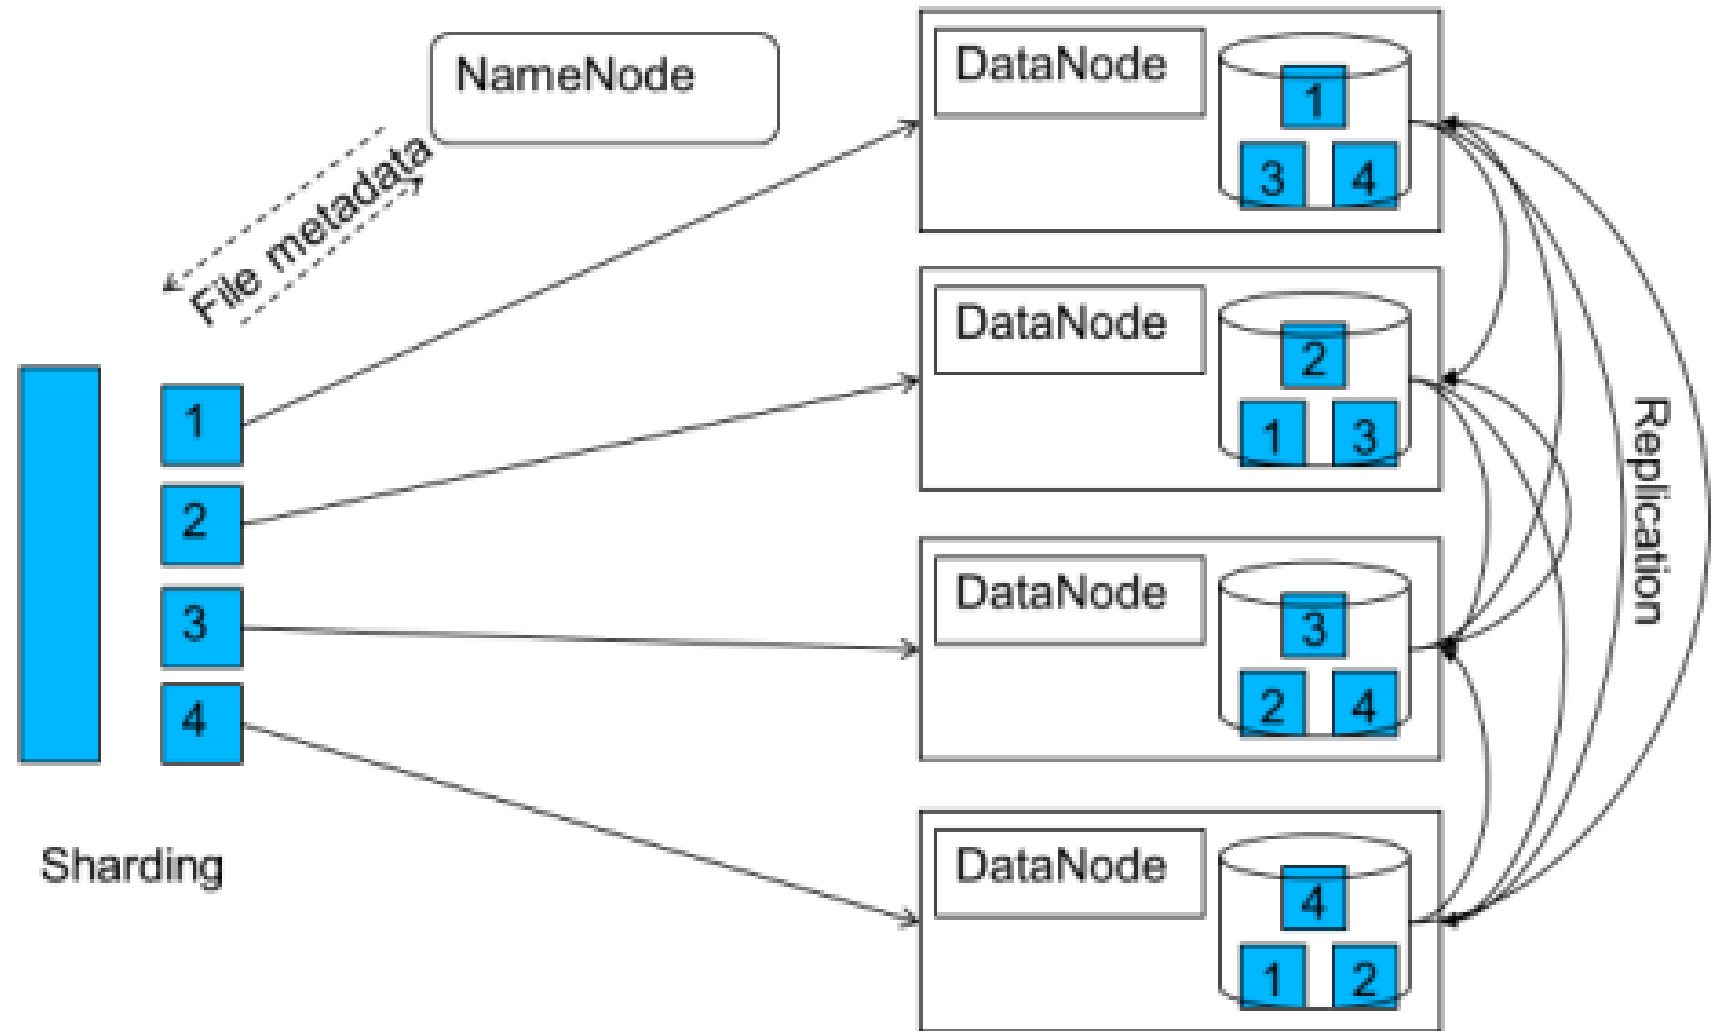 NameNode
File metadata
1
2
3
4
Sharding
DataNode
1
3
4
DataNode
2
1
3
DataNode
3
2
4
DataNode
4
1
2
Replication